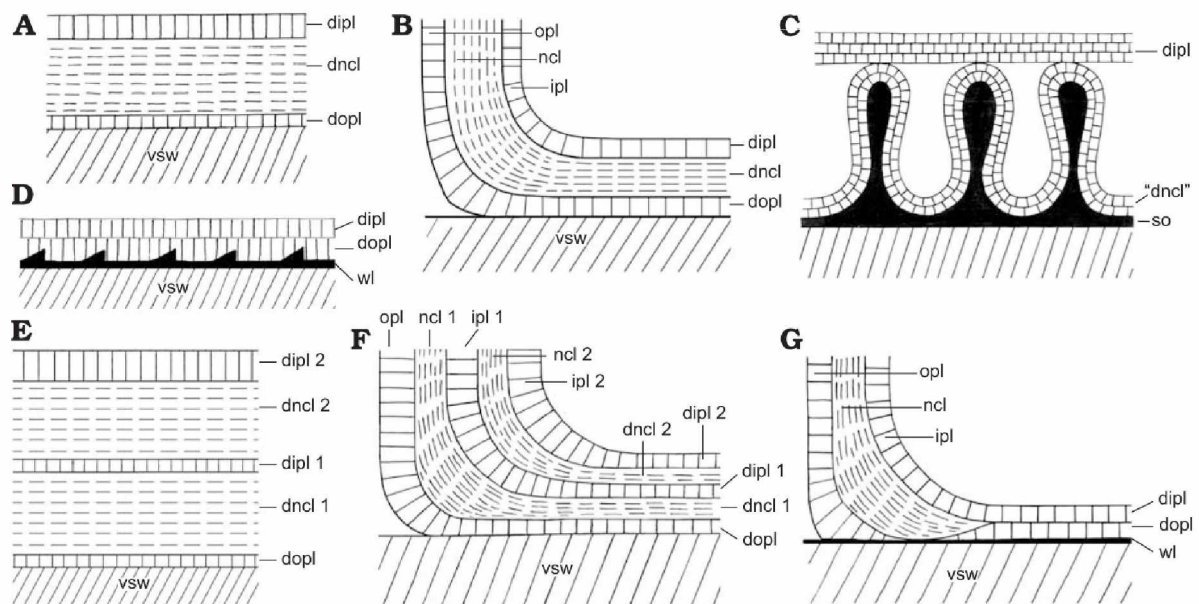 A
dipl
dncl
dopl
vsw
B
opl
ncl
ipl
dipl
dncl
dopl
vsw
C
dipl
"dncl"
so
D
dipl
dopl
wl
vsw
E
dipl 2
dncl 2
dipl 1
dncl 1
dopl
vsw
F
opl ncl 1 ipl 1
ncl 2
ipl 2
dncl 2 dipl 2
dipl 1
dncl 1
dopl
vsw
G
opl
ncl
ipl
dipl
dopl
wl
vsw